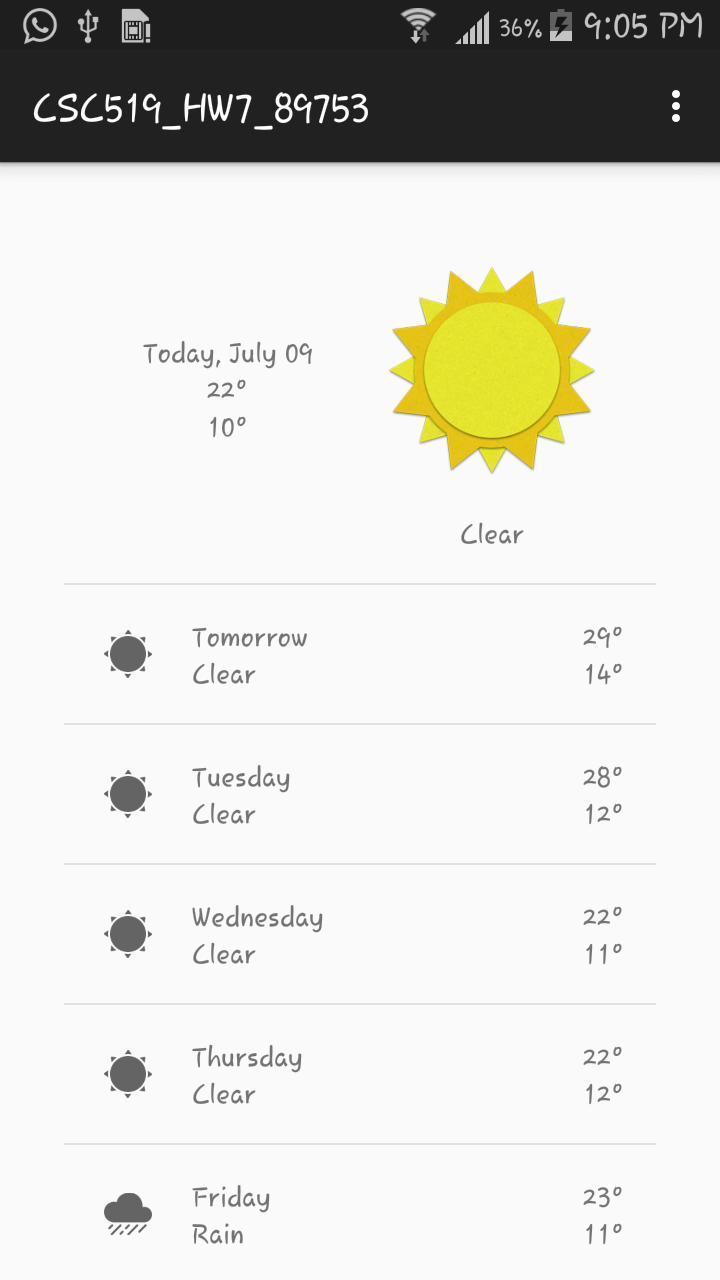 36% 9:05 PM
CSC519_HW7_89753
Today, July 09
22°
10°
Clear
Tomorrow 29°
Clear 14°
Tuesday 28°
Clear 12°
Wednesday 22°
Clear 11°
Thursday 22°
Clear 12°
Friday 23°
Rain 11°